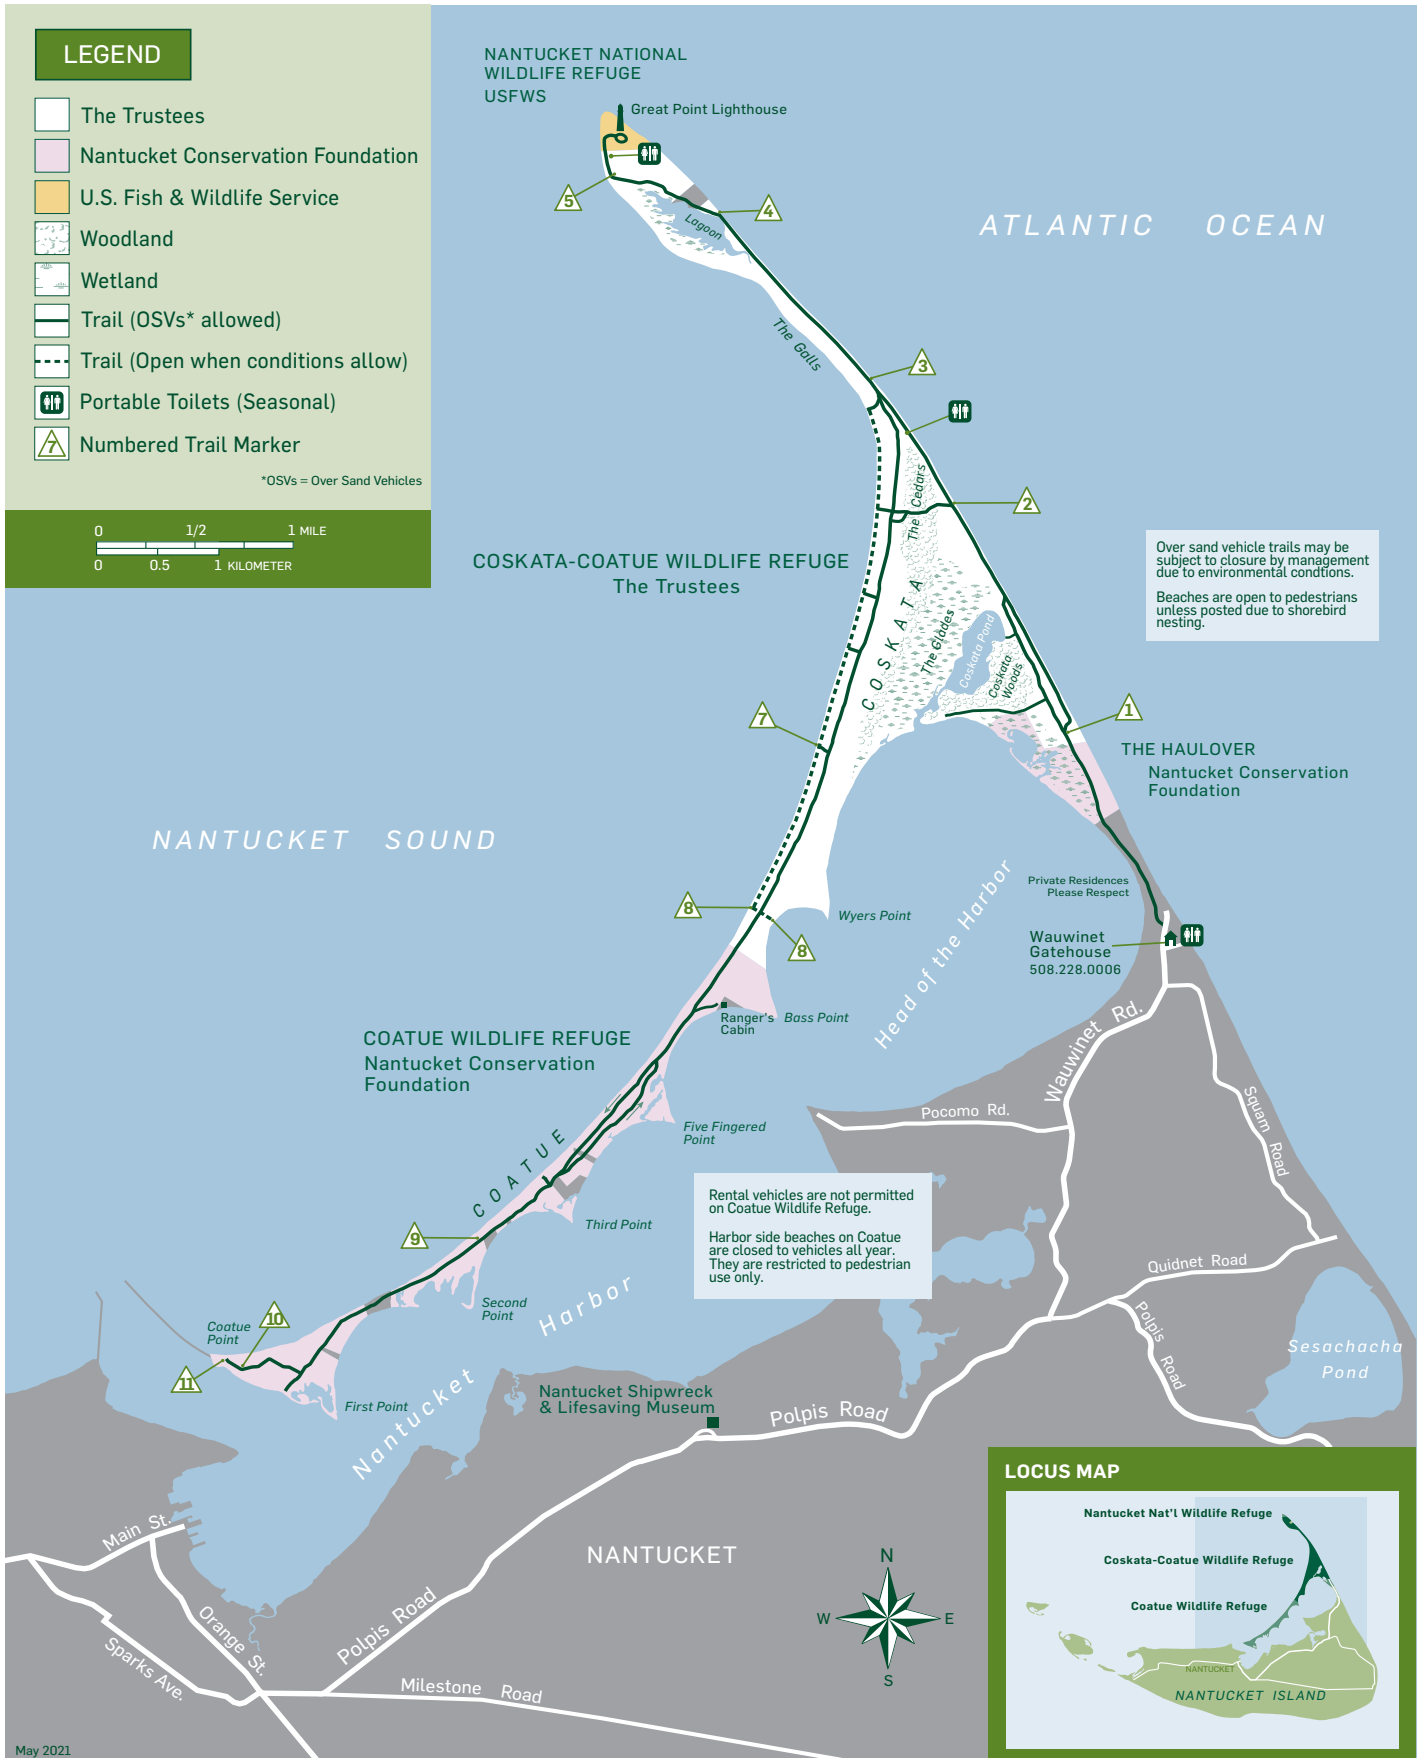 LEGEND
The Trustees
Nantucket Conservation Foundation
U.S. Fish & Wildlife Service
Woodland
Wetland
Trail (OSVs* allowed)
Trail (Open when conditions allow)
Portable Toilets (Seasonal)
7
Numbered Trail Marker
*OSVs = Over Sand Vehicles
0 1/2 1 MILE
0 0.5 1 KILOMETER
NANTUCKET NATIONAL
WILDLIFE REFUGE
USFWS
Great Point Lighthouse
5
4
Lagoon
ATLANTIC OCEAN
The Galls
3
The Cedars
2
COSKATA-COATUE WILDLIFE REFUGE
The Trustees
Over sand vehicle trails may be
subject to closure by management
due to environmental condtions.
Beaches are open to pedestrians
unless posted due to shorebird
nesting.
COSKATA
The Glades
Coskata Pond
Coskata
Woods
7
1
THE HAULOVER
Nantucket Conservation
Foundation
NANTUCKET SOUND
Private Residences
Please Respect
8
8
Wyers Point
Head of the Harbor
Wauwinet
Gatehouse
508.228.0006
Ranger's
Cabin
Bass Point
COATUE WILDLIFE REFUGE
Nantucket Conservation
Foundation
Wauwinet Rd.
Pocomo Rd.
Squam Road
Five Fingered
Point
COATUE
Third Point
9
Rental vehicles are not permitted
on Coatue Wildlife Refuge.
Harbor side beaches on Coatue
are closed to vehicles all year.
They are restricted to pedestrian
use only.
Quidnet Road
Second
Point
Coatue
Point
10
11
First Point
Nantucket Harbor
Polpis Road
Sesachacha
Pond
Nantucket Shipwreck
& Lifesaving Museum
Polpis Road
Main St.
NANTUCKET
Orange St.
Sparks Ave.
Polpis Road
Milestone Road
N
W E
S
LOCUS MAP
Nantucket Nat'l Wildlife Refuge
Coskata-Coatue Wildlife Refuge
Coatue Wildlife Refuge
NANTUCKET
NANTUCKET ISLAND
May 2021